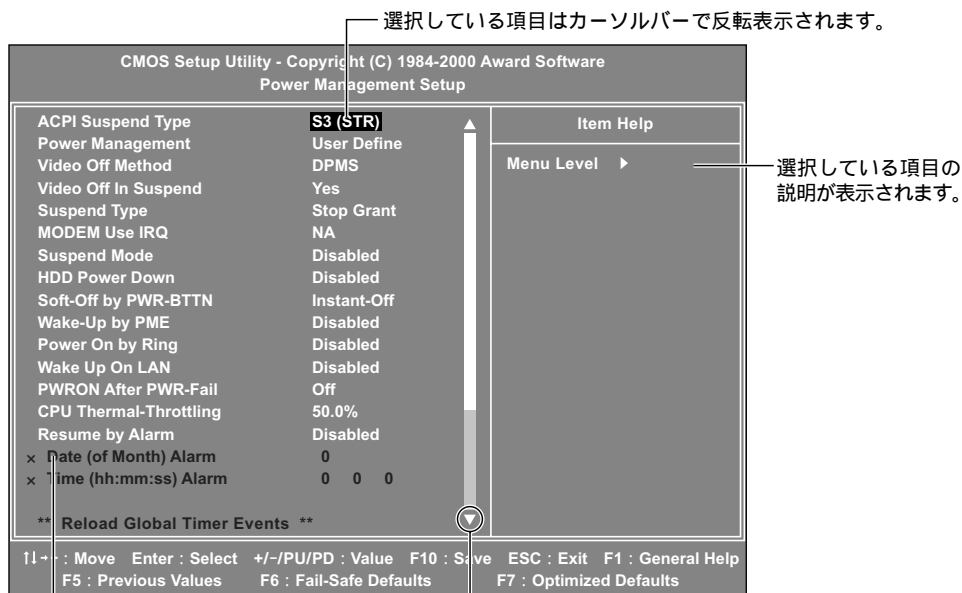 選択している項目はカーソルバーで反転表示されます。
CMOS Setup Utility - Copyright (C) 1984-2000 Award Software
Power Management Setup
ACPI Suspend Type S3 (STR)
Power Management User Define
Video Off Method DPMS
Video Off In Suspend Yes
Suspend Type Stop Grant
MODEM Use IRQ NA
Suspend Mode Disabled
HDD Power Down Disabled
Soft-Off by PWR-BTTN Instant-Off
Wake-Up by PME Disabled
Power On by Ring Disabled
Wake Up On LAN Disabled
PWRON After PWR-Fail Off
CPU Thermal-Throttling 50.0%
Resume by Alarm Disabled
× Date (of Month) Alarm 0
× Time (hh:mm:ss) Alarm 0 0 0
** Reload Global Timer Events **
Item Help
Menu Level ▶
選択している項目の
説明が表示されます。
↑↓→← : Move Enter : Select +/−/PU/PD : Value F10 : Save ESC : Exit F1 : General Help
F5 : Previous Values F6 : Fail-Safe Defaults F7 : Optimized Defaults